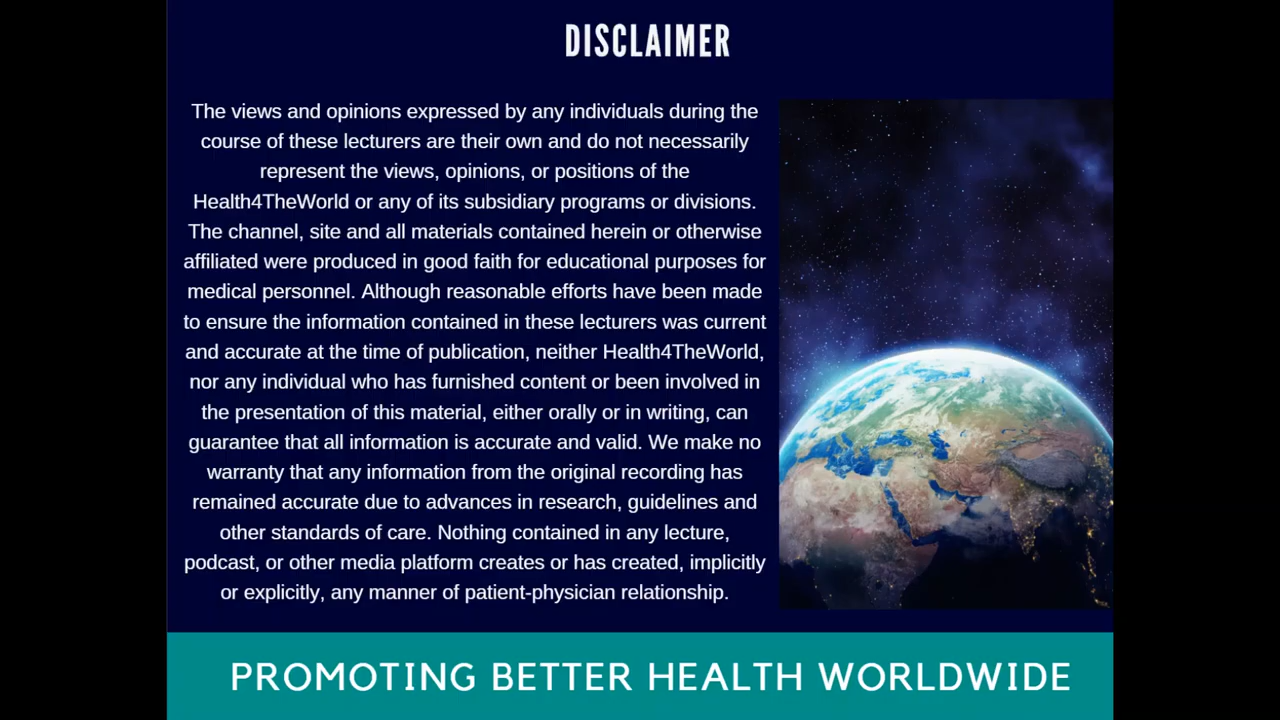 DISCLAIMER
The views and opinions expressed by any individuals during the
course of these lecturers are their own and do not necessarily
represent the views, opinions, or positions of the
Health4TheWorld or any of its subsidiary programs or divisions.
The channel, site and all materials contained herein or otherwise
affiliated were produced in good faith for educational purposes for
medical personnel. Although reasonable efforts have been made
to ensure the information contained in these lecturers was current
and accurate at the time of publication, neither Health4TheWorld,
nor any individual who has furnished content or been involved in
the presentation of this material, either orally or in writing, can
guarantee that all information is accurate and valid. We make no
warranty that any information from the original recording has
remained accurate due to advances in research, guidelines and
other standards of care. Nothing contained in any lecture,
podcast, or other media platform creates or has created, implicitly
or explicitly, any manner of patient-physician relationship.
PROMOTING BETTER HEALTH WORLDWIDE